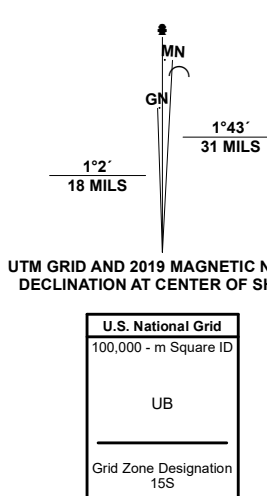 MN
GN
1°43´
31 MILS
1°2´
18 MILS
UTM GRID AND 2019 MAGNETIC
DECLINATION AT CENTER OF
U.S. National Grid
100,000 - m Square ID
UB
Grid Zone Designation
15S